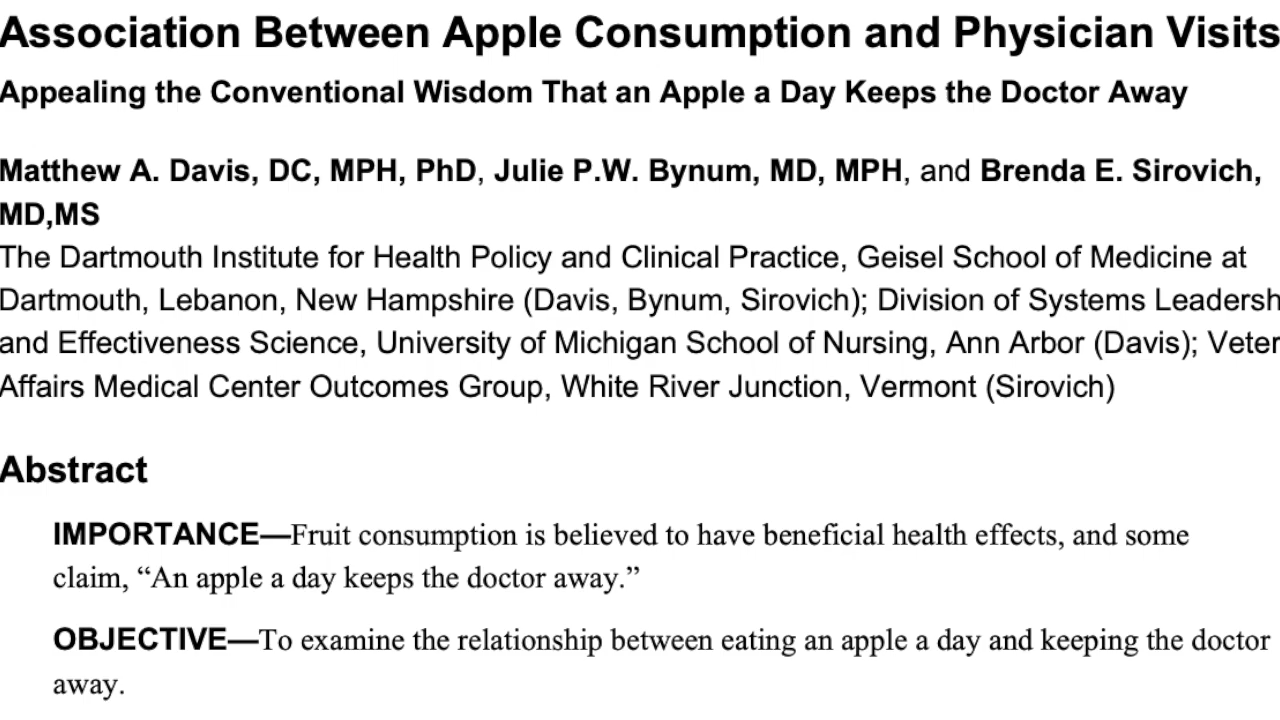 Association Between Apple Consumption and Physician Visits
Appealing the Conventional Wisdom That an Apple a Day Keeps the Doctor Away
Matthew A. Davis, DC, MPH, PhD, Julie P.W. Bynum, MD, MPH, and Brenda E. Sirovich,
MD,MS
The Dartmouth Institute for Health Policy and Clinical Practice, Geisel School of Medicine at
Dartmouth, Lebanon, New Hampshire (Davis, Bynum, Sirovich); Division of Systems Leadersh
and Effectiveness Science, University of Michigan School of Nursing, Ann Arbor (Davis); Veter
Affairs Medical Center Outcomes Group, White River Junction, Vermont (Sirovich)
Abstract
IMPORTANCE—Fruit consumption is believed to have beneficial health effects, and some
claim, “An apple a day keeps the doctor away.”
OBJECTIVE—To examine the relationship between eating an apple a day and keeping the doctor
away.